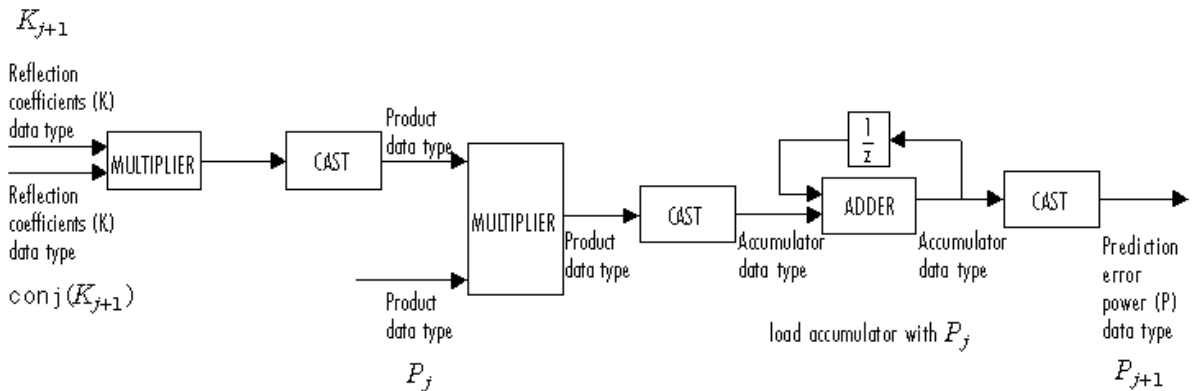 K_{j+1}
Reflection
coefficients (K)
data type
MULTIPLIER
Reflection
coefficients (K)
data type
conj(K_{j+1})
CAST
Product
data type
MULTIPLIER
Product
data type
P_j
Product
data type
CAST
Accumulator
data type
1
z
ADDER
Accumulator
data type
load accumulator with P_j
CAST
Prediction
error
power (P)
data type
P_{j+1}